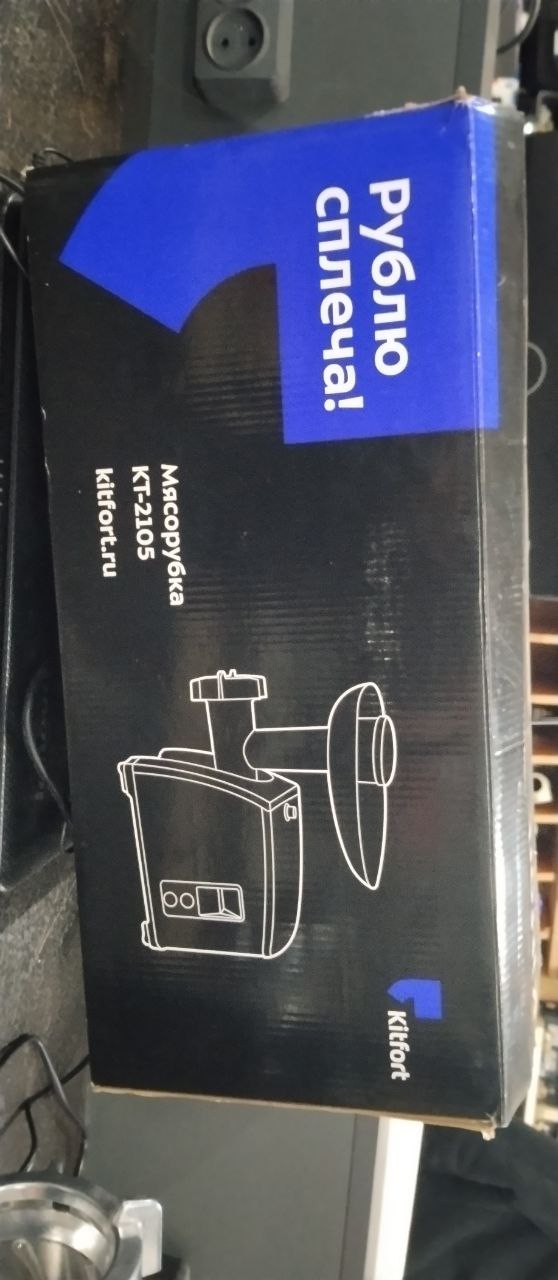 Рублю
сплеча!
Мясорубка
КТ-2105
kitfort.ru
Kitfort